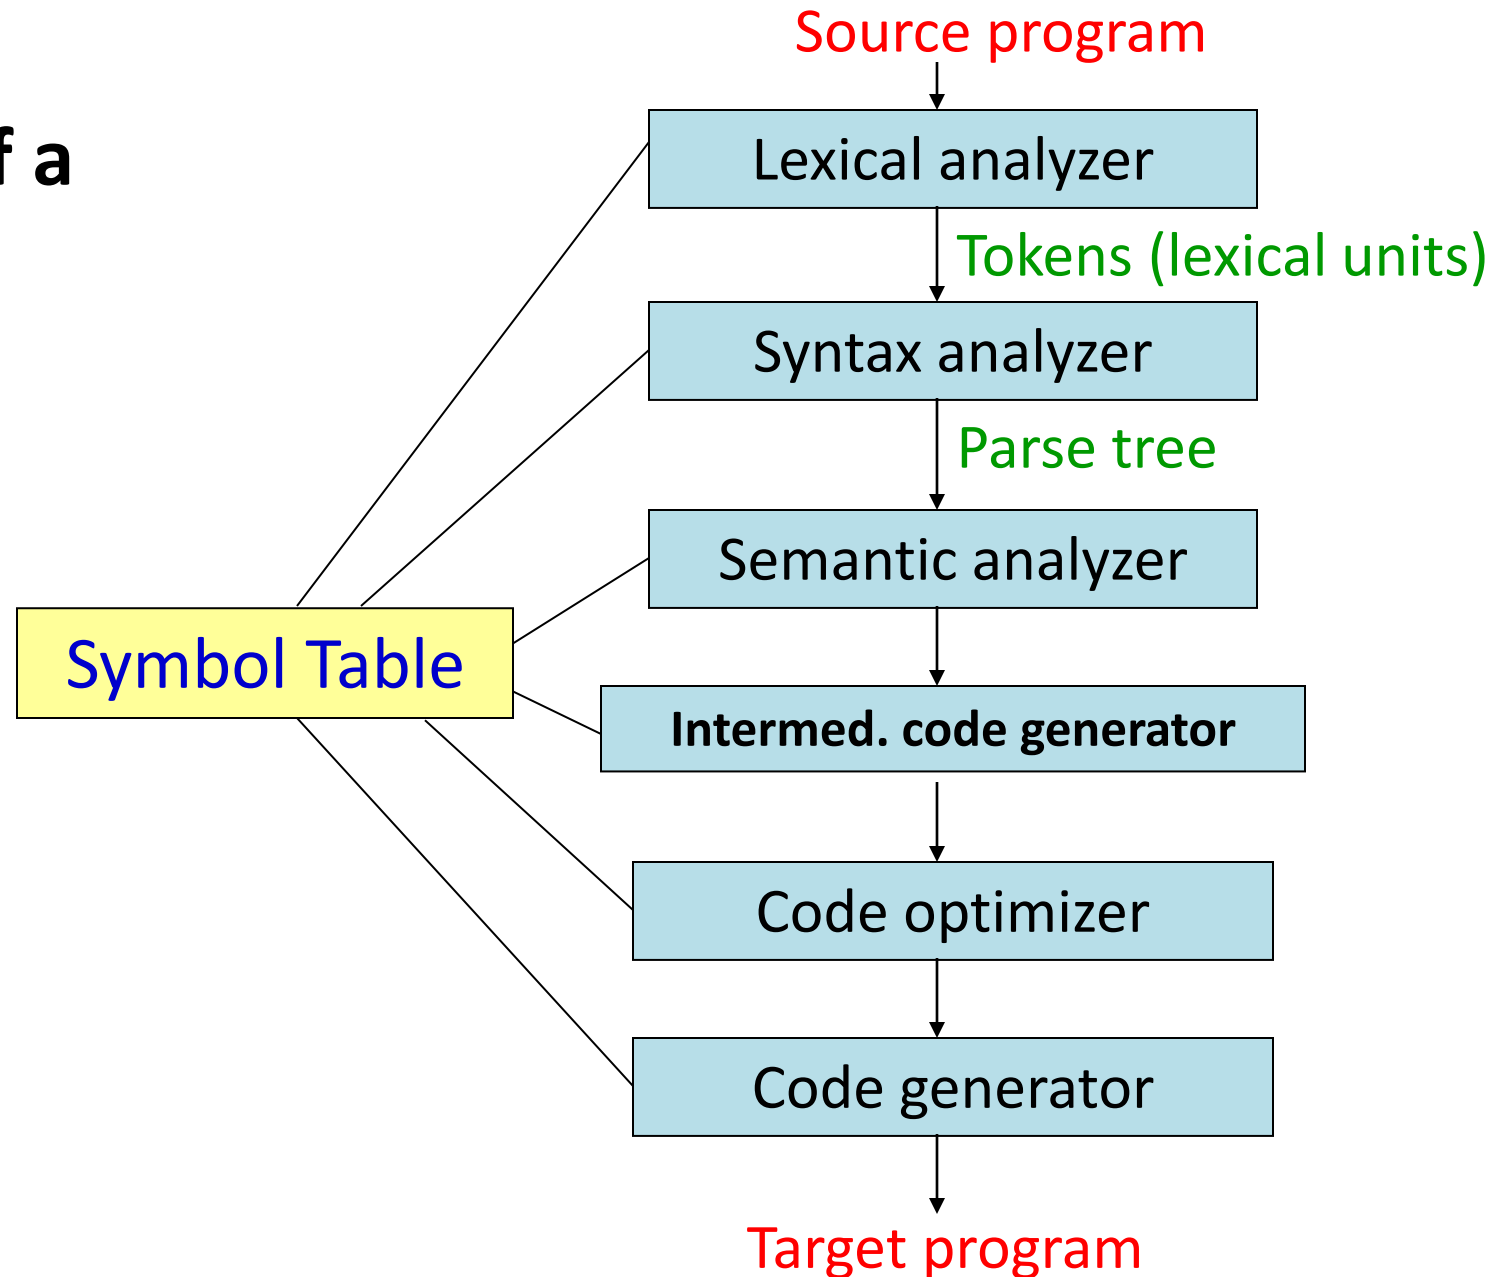 Source program
f a
Lexical analyzer
Tokens (lexical units)
Syntax analyzer
Parse tree
Semantic analyzer
Symbol Table
Intermed. code generator
Code optimizer
Code generator
Target program